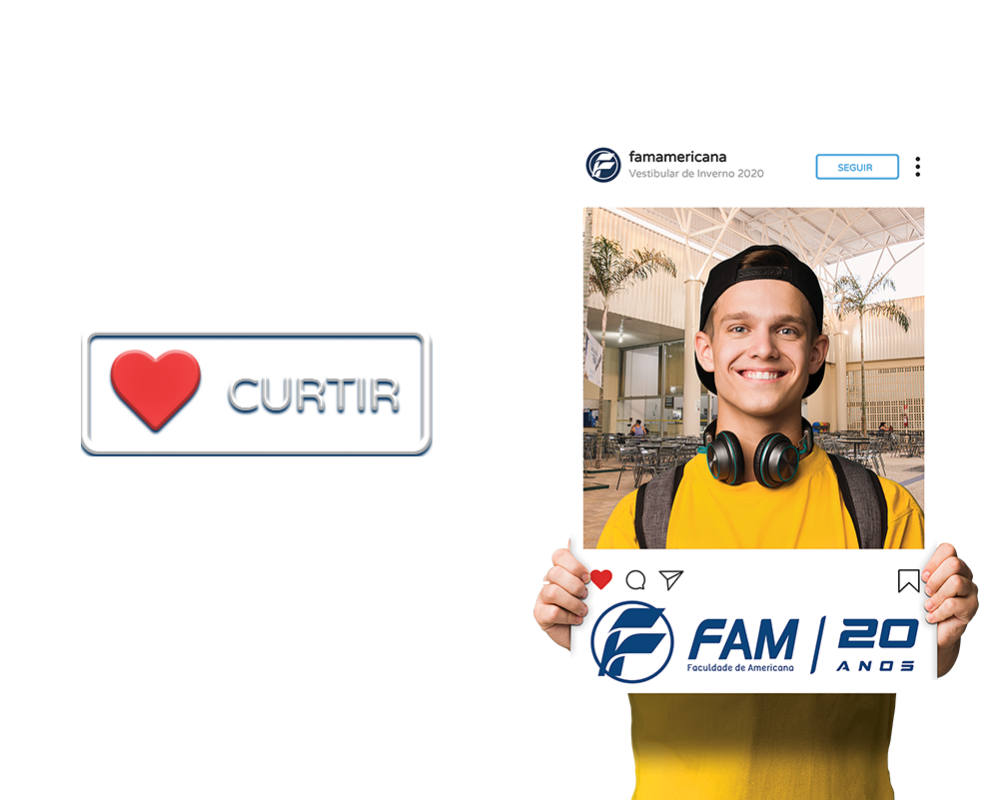 famamericana
Vestibular de Inverno 2020
SEGUIR
CURTIR
FAM | 20
Faculdade de Americana
ANOS